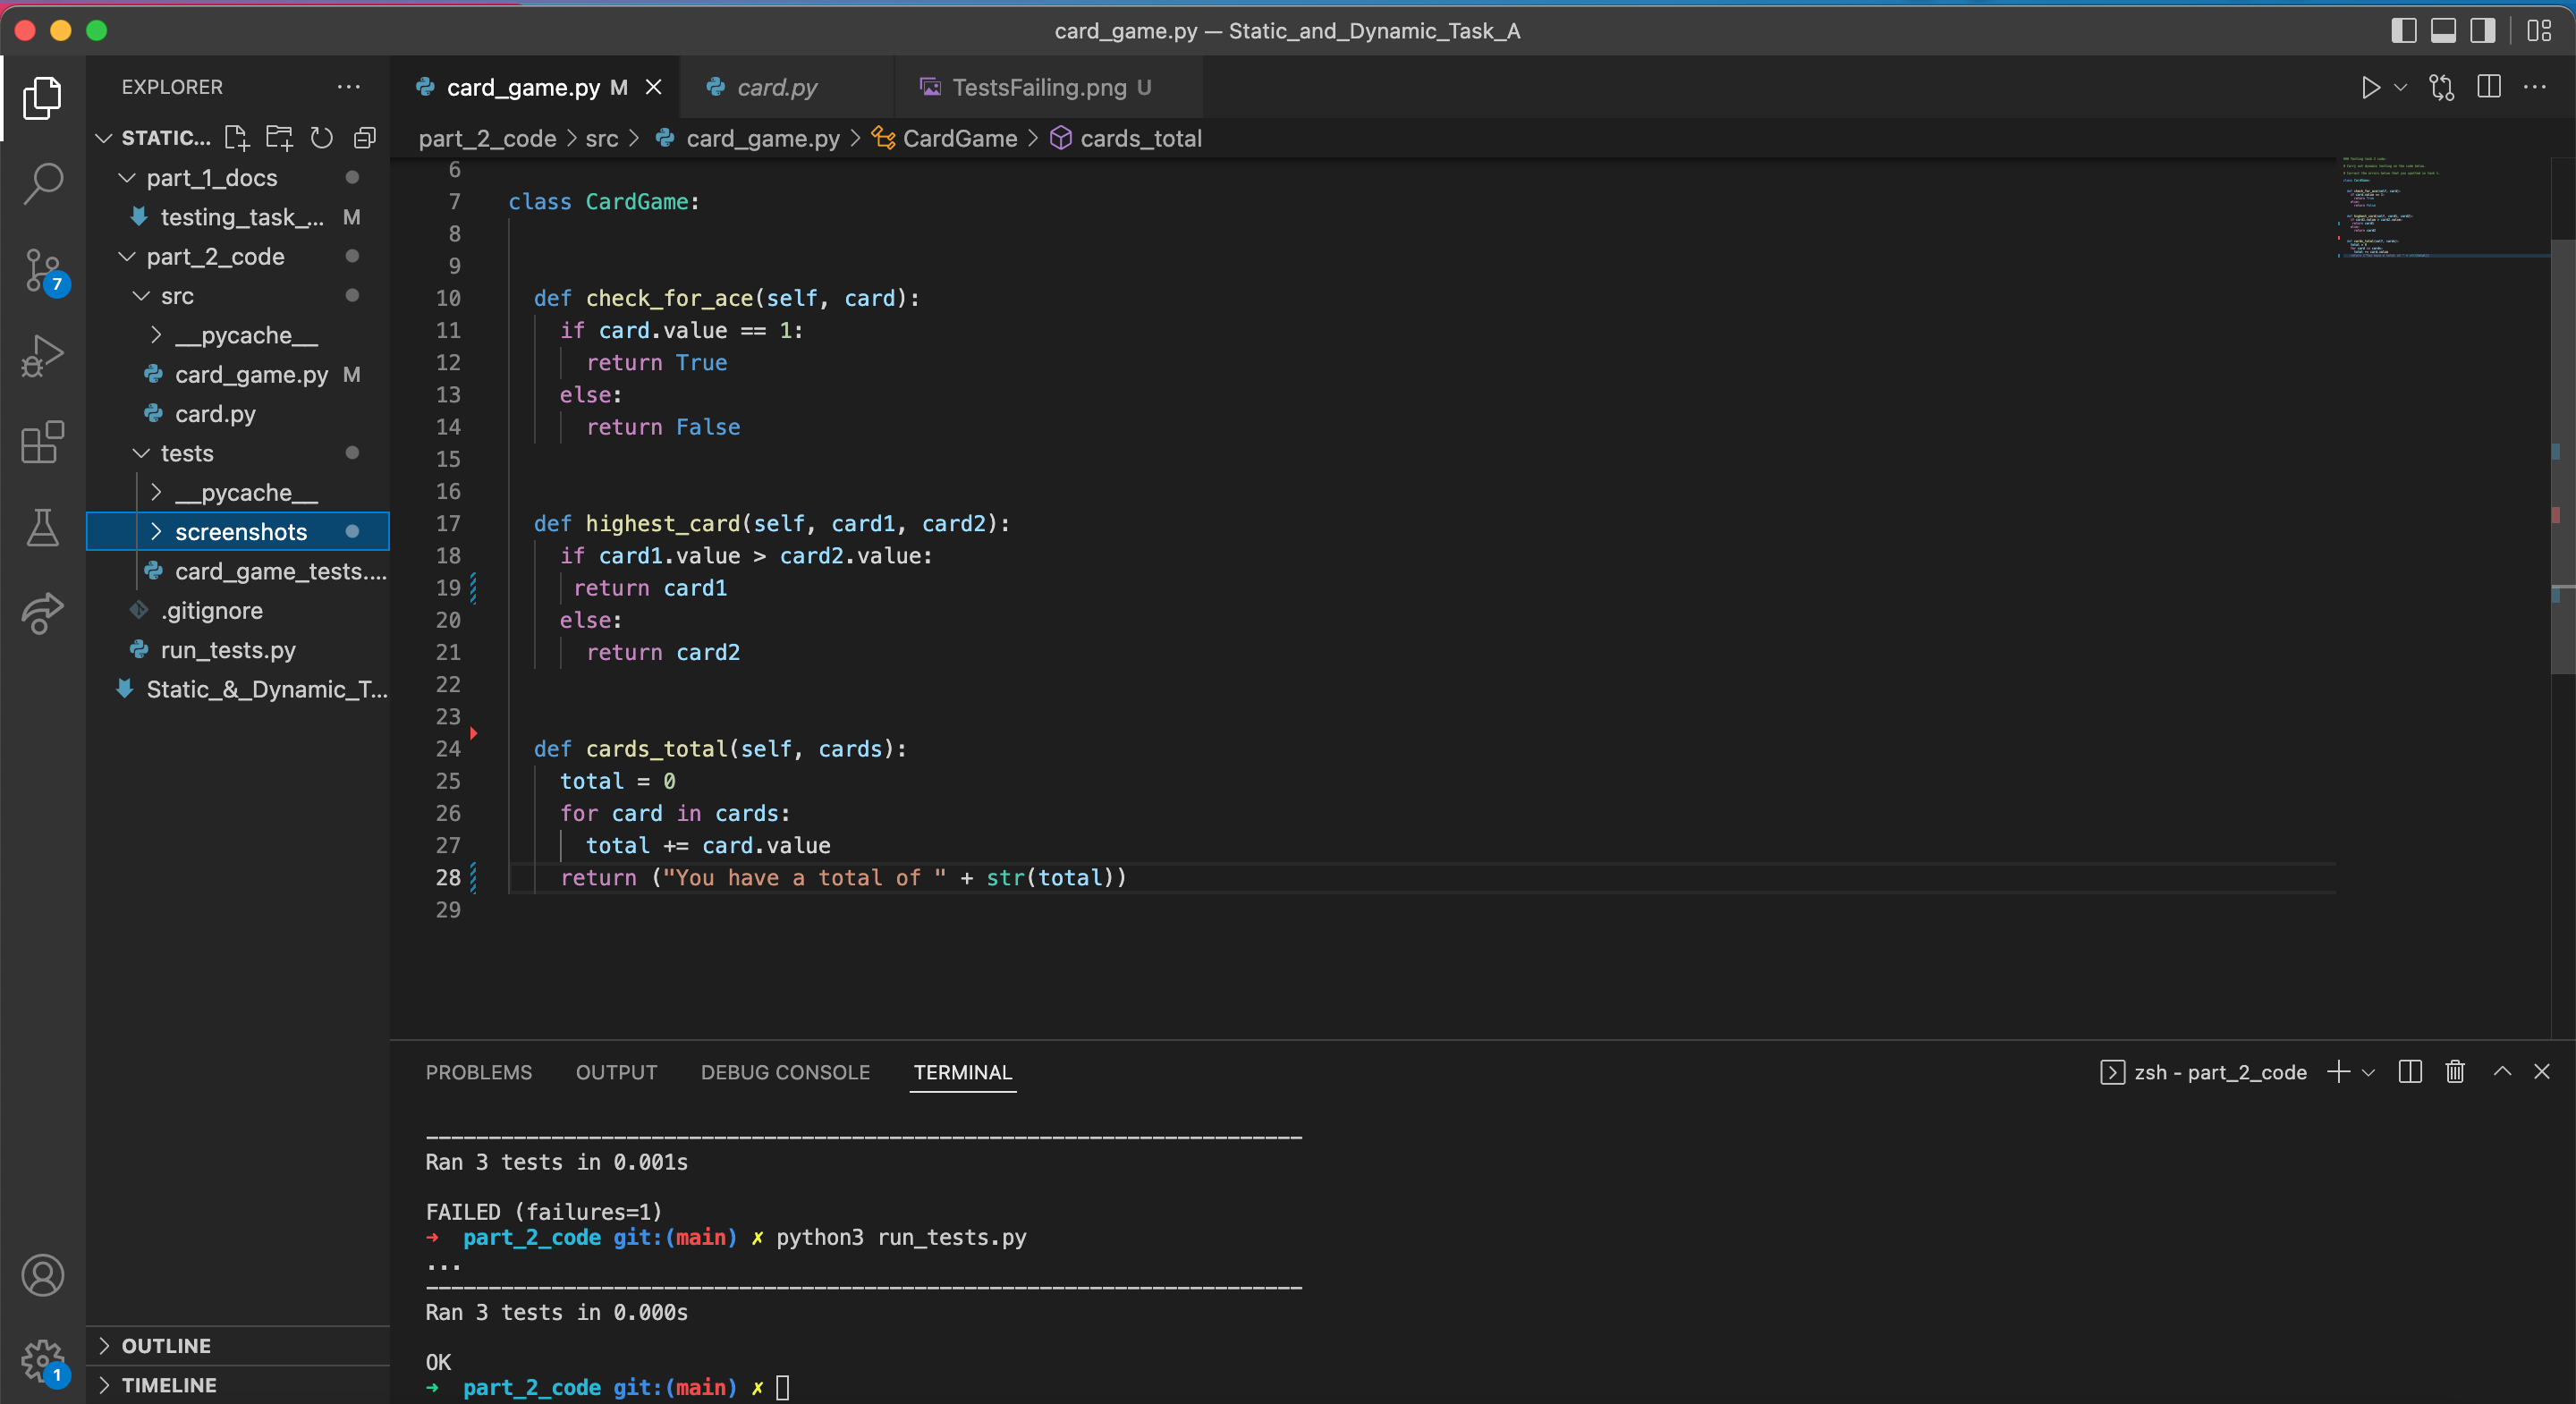 card_game.py — Static_and_Dynamic_Task_A
EXPLORER
card_game.py M
card.py
TestsFailing.png U
STATIC...
part_2_code > src > card_game.py > CardGame > cards_total
part_1_docs
testing_task_... M
part_2_code
src
__pycache__
card_game.py M
card.py
tests
__pycache__
screenshots
card_game_tests....
.gitignore
run_tests.py
Static_&_Dynamic_T...
7
OUTLINE
TIMELINE
1
6
7 class CardGame:
8
9
10 def check_for_ace(self, card):
11 if card.value == 1:
12 return True
13 else:
14 return False
15
16
17 def highest_card(self, card1, card2):
18 if card1.value > card2.value:
19 return card1
20 else:
21 return card2
22
23
24 def cards_total(self, cards):
25 total = 0
26 for card in cards:
27 total += card.value
28 return ("You have a total of " + str(total))
29
PROBLEMS OUTPUT DEBUG CONSOLE TERMINAL
zsh - part_2_code
----------------------------------------------------------------------
Ran 3 tests in 0.001s
FAILED (failures=1)
➜ part_2_code git:(main) ✗ python3 run_tests.py
...
----------------------------------------------------------------------
Ran 3 tests in 0.000s
OK
➜ part_2_code git:(main) ✗